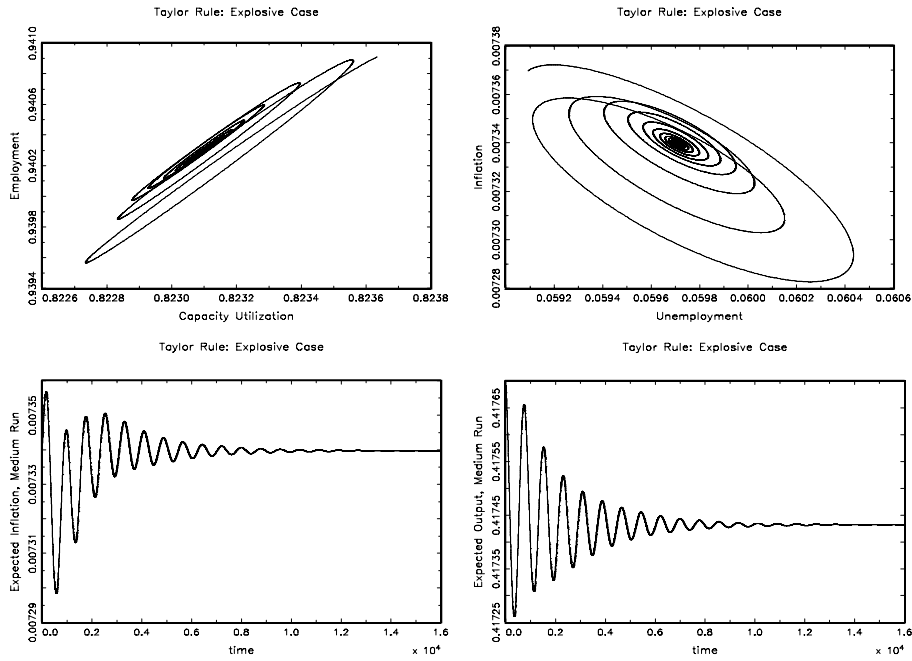 Taylor Rule: Explosive Case
Employment
0.9410
0.9406
0.9402
0.9398
0.9394
0.8226 0.8228 0.8230 0.8232 0.8234 0.8236 0.8238
Capacity Utilization
Taylor Rule: Explosive Case
Inflation
0.00738
0.00736
0.00734
0.00732
0.00730
0.00728
0.0592 0.0594 0.0596 0.0598 0.0600 0.0602 0.0604 0.0606
Unemployment
Taylor Rule: Explosive Case
Expected Inflation, Medium Run
0.00735
0.00733
0.00731
0.00729
0.0 0.2 0.4 0.6 0.8 1.0 1.2 1.4 1.6
time
× 10⁴
Taylor Rule: Explosive Case
Expected Output, Medium Run
0.41765
0.41755
0.41745
0.41735
0.41725
0.0 0.2 0.4 0.6 0.8 1.0 1.2 1.4 1.6
time
× 10⁴